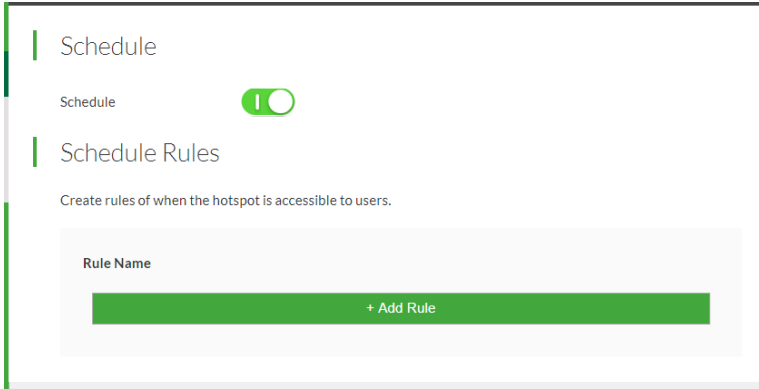 Schedule
Schedule
Schedule Rules
Create rules of when the hotspot is accessible to users.
Rule Name
+ Add Rule